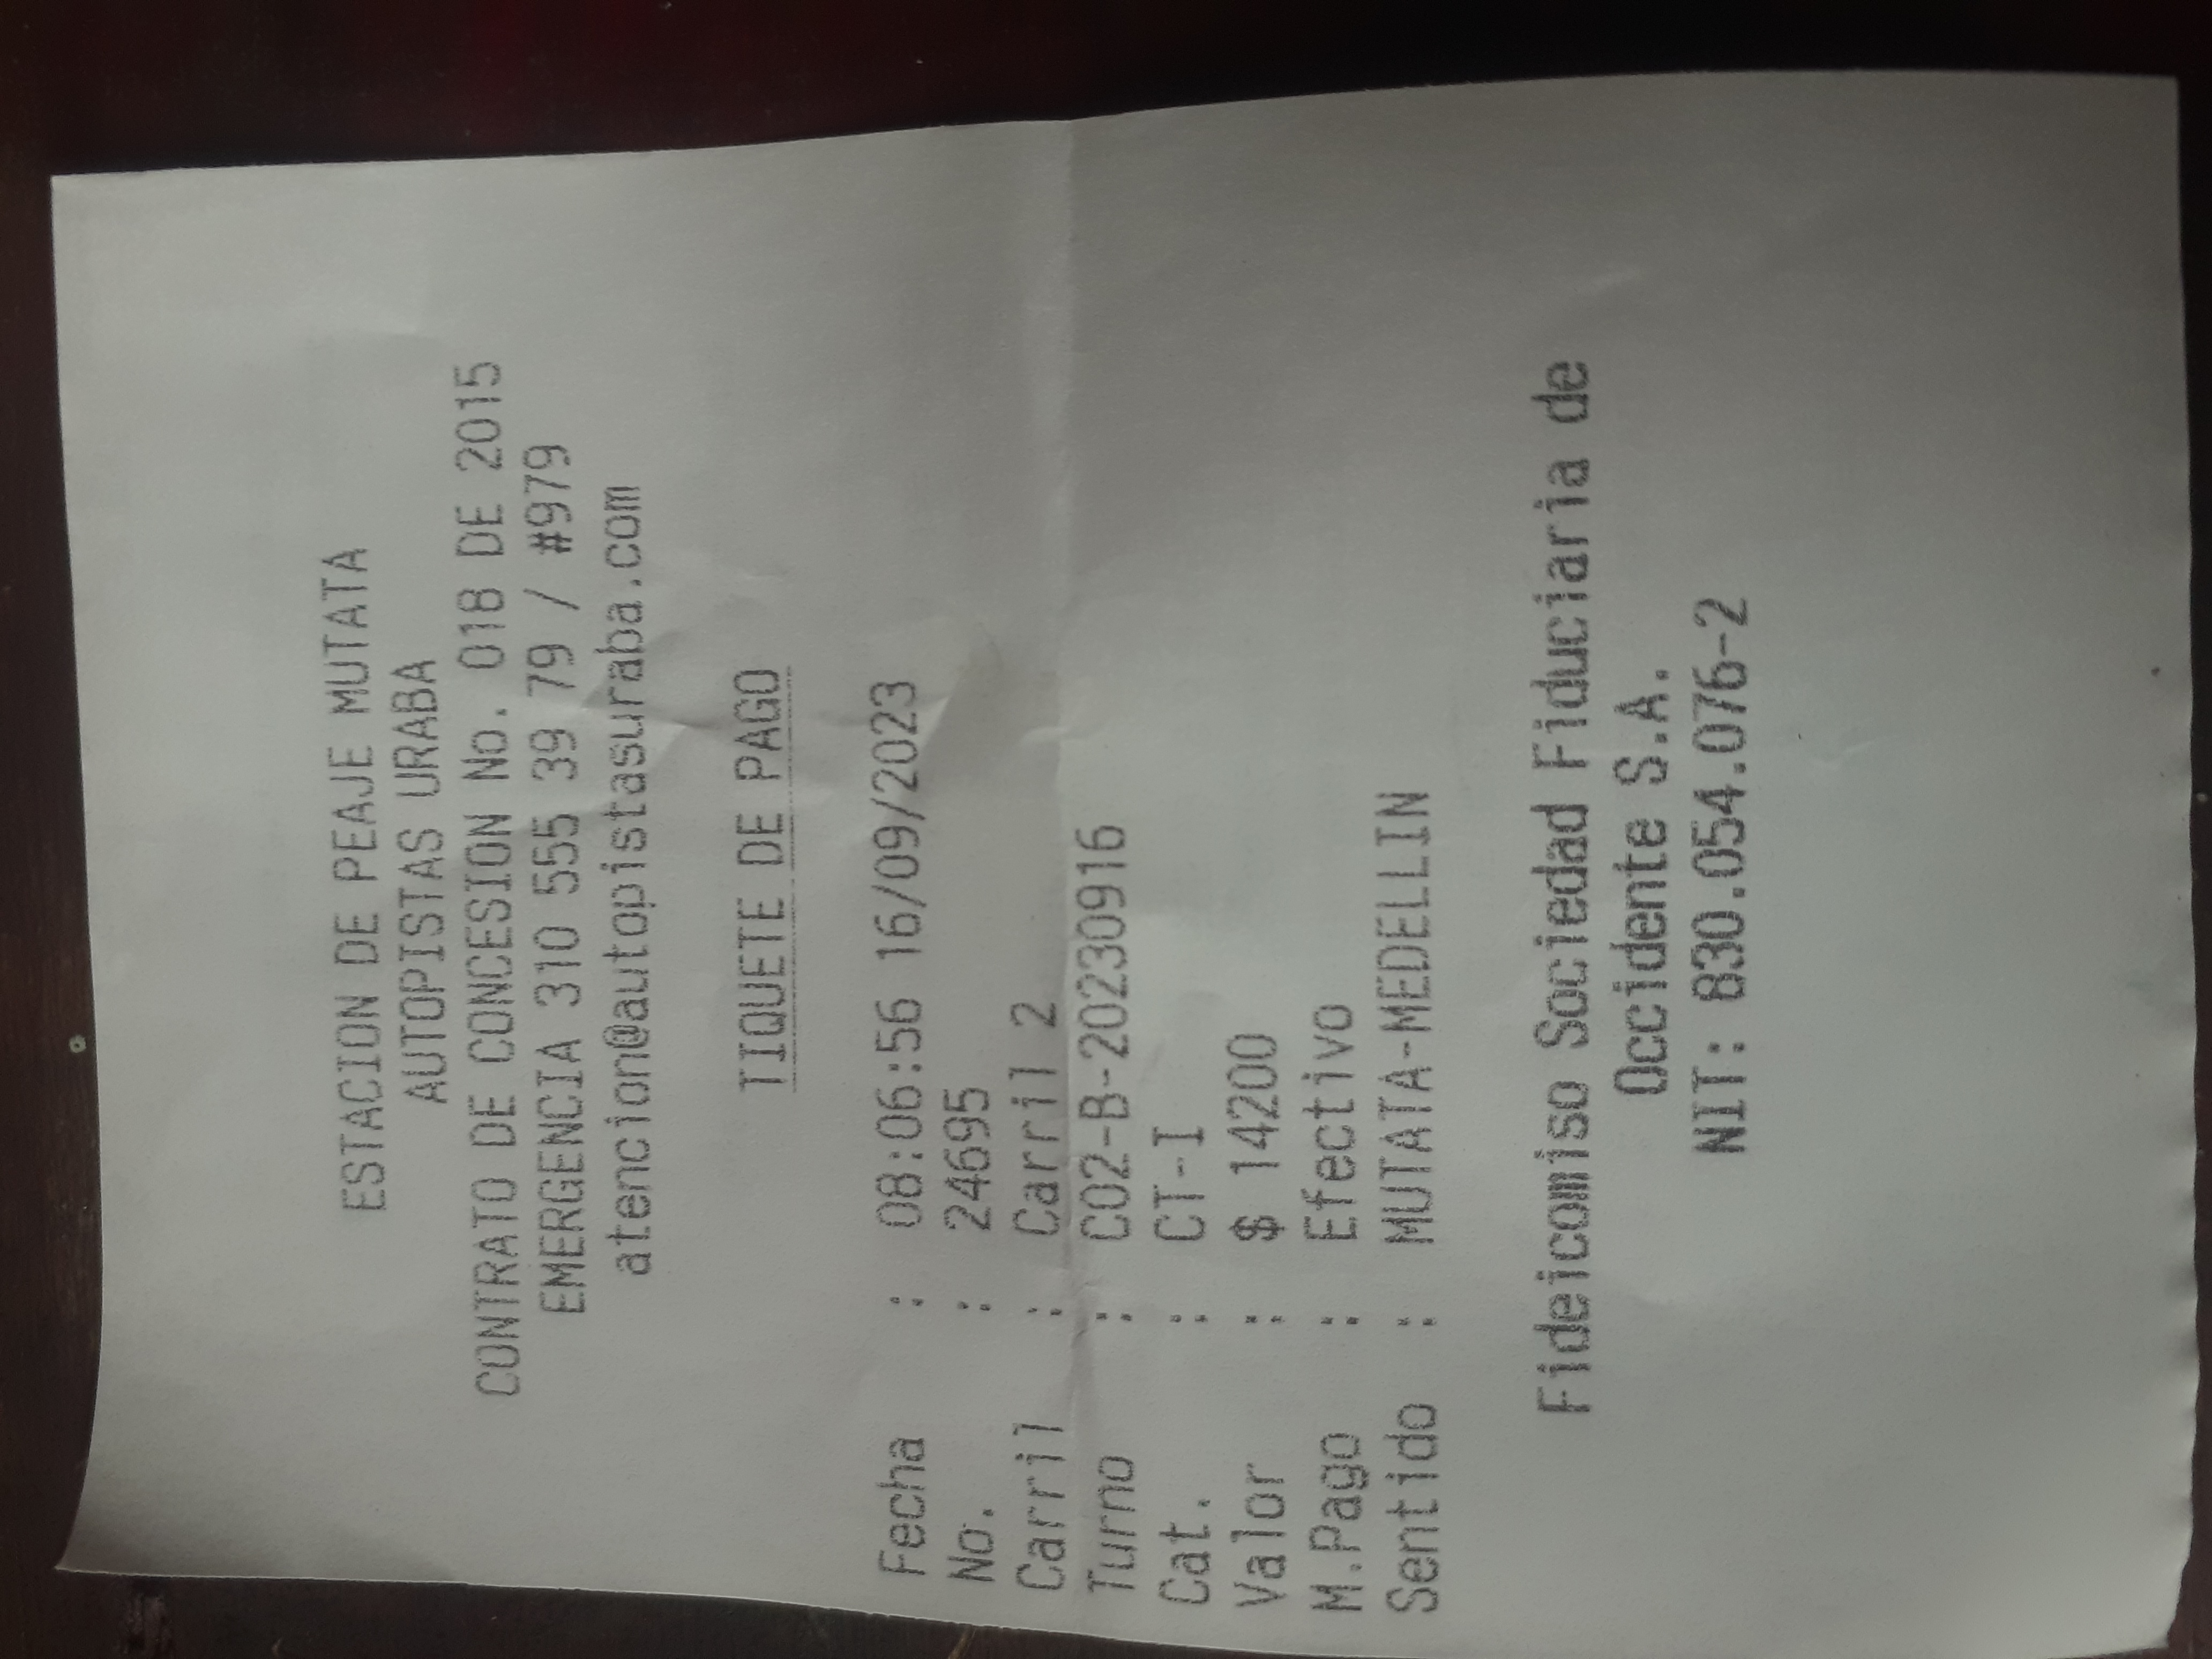 ESTACION DE PEAJE MUTATA
AUTOPISTAS URABA
CONTRATO DE CONCESION No. 018 DE 2015
EMERGENCIA 310 555 39 79 / #979
atencion@autopistasuraba.com
TIQUETE DE PAGO
Fecha : 08:06:56 16/09/2023
No. : 24695
Carril : Carril 2
Turno : C02-B-20230916
Cat. : CT-I
Valor : $ 14200
M.Pago : Efectivo
Sentido : MUTATA-MEDELLIN
Fideicomiso Sociedad Fiduciaria de
Occidente S.A.
NIT: 830.054.076-2